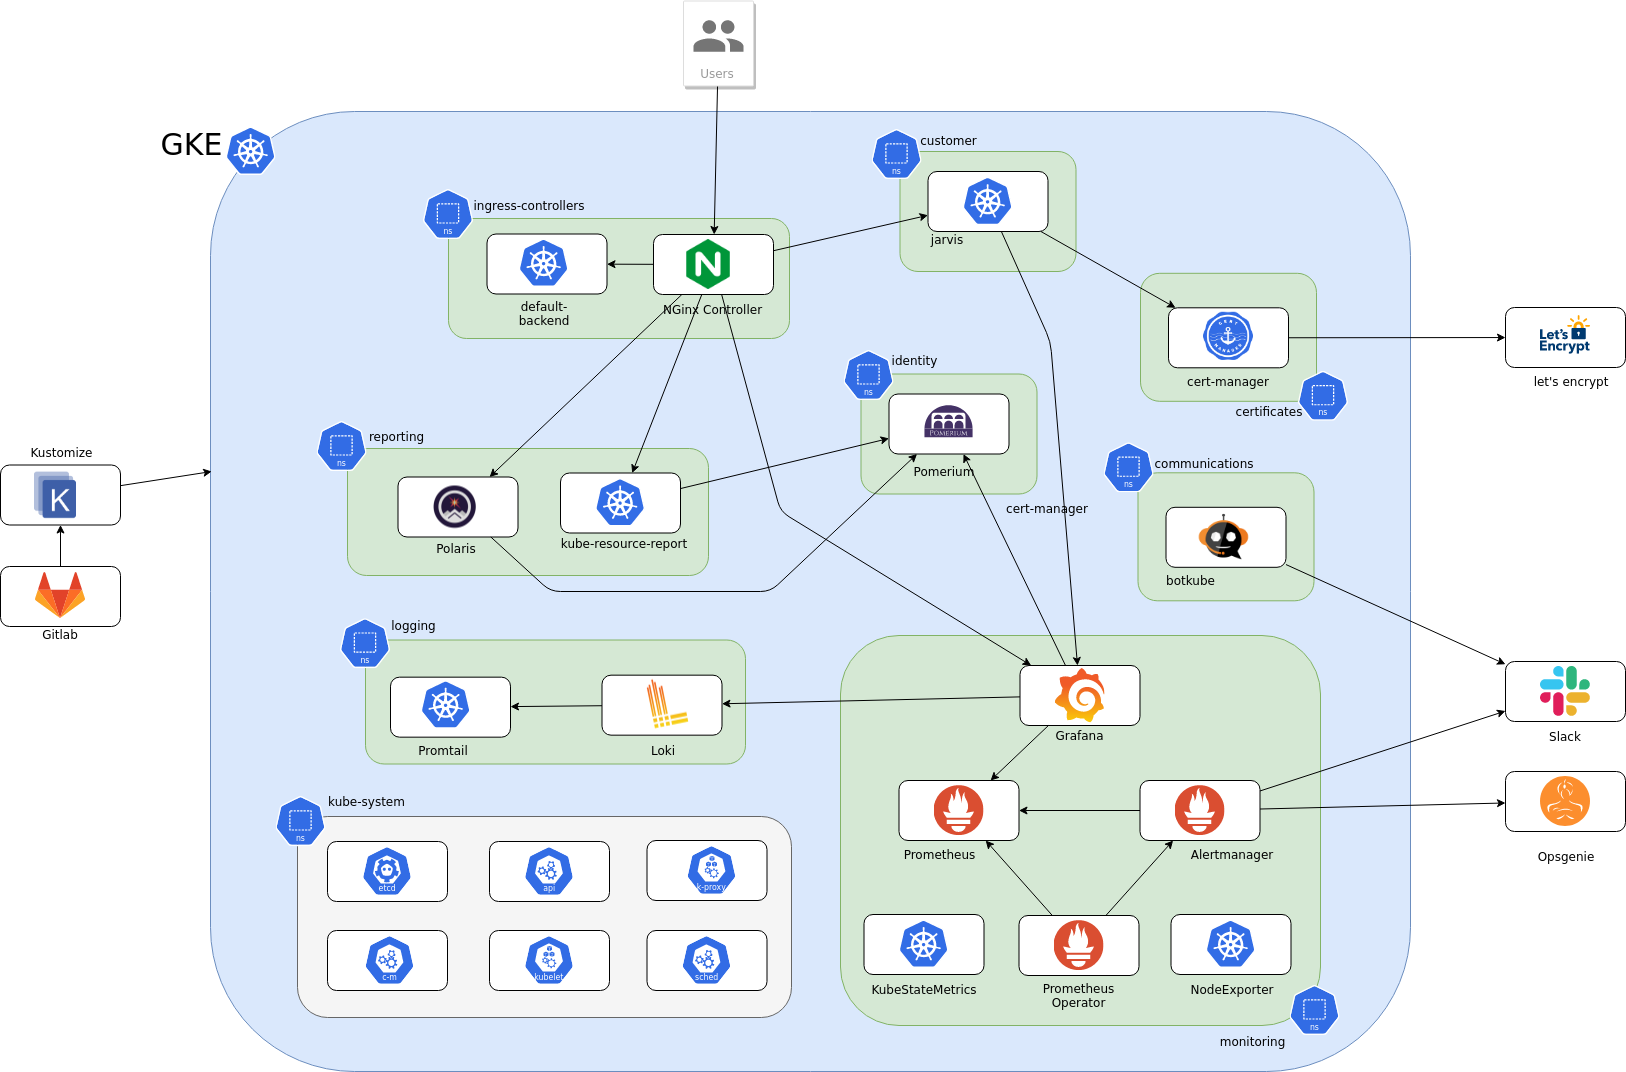 Users
GKE
customer
ns
ingress-controllers
ns
jarvis
default-
backend
NGinx Controller
identity
ns
Let's
Encrypt
CERT
MANAGER
cert-manager
let's encrypt
ns
certificates
reporting
ns
POMERIUM
Pomerium
Kustomize
K
communications
ns
cert-manager
Polaris
kube-resource-report
botkube
Gitlab
logging
ns
Promtail
Loki
Grafana
Slack
kube-system
ns
Prometheus
Alertmanager
Opsgenie
etcd
api
k-proxy
c-m
kubelet
sched
KubeStateMetrics
Prometheus
Operator
NodeExporter
ns
monitoring